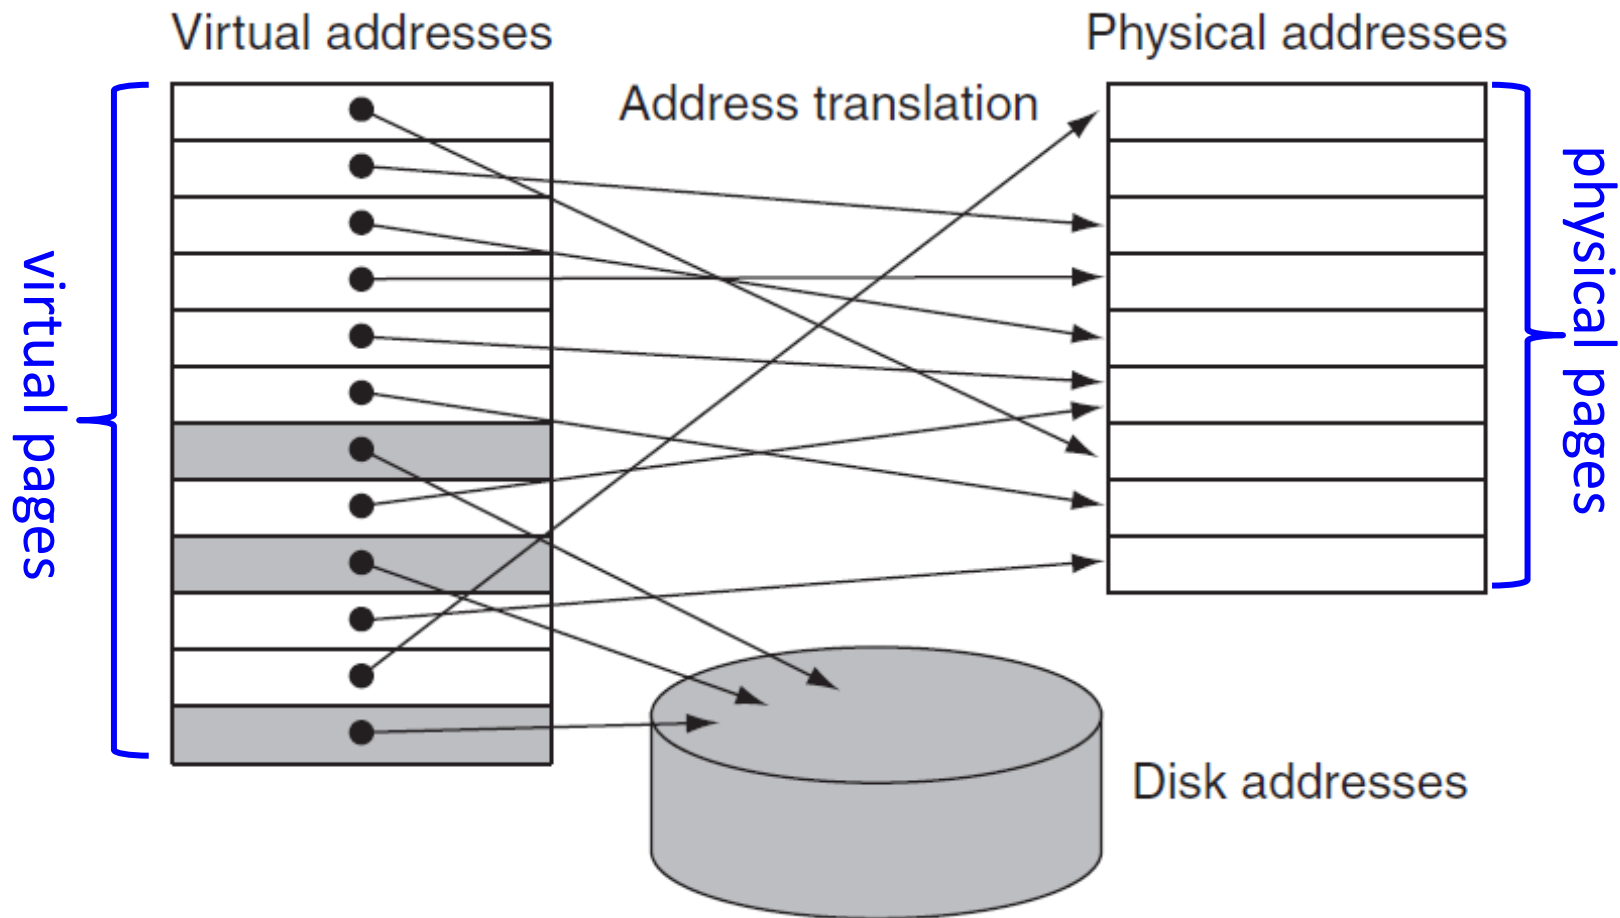 Virtual addresses
Physical addresses
Address translation
virtual pages
physical pages
Disk addresses